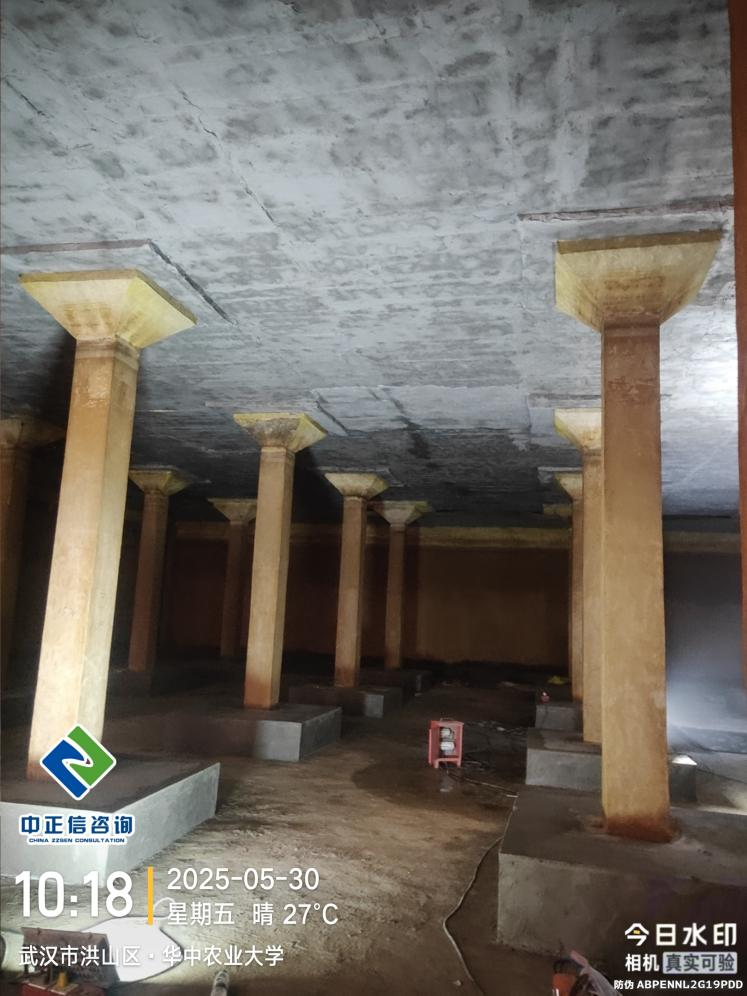 中正信咨询
CHINA ZZSEN CONSULTATION
10:18
2025-05-30
星期五 晴 27°C
武汉市洪山区·华中农业大学
今日水印
相机 真实可验
防伪 ABPENNL2G19PDD